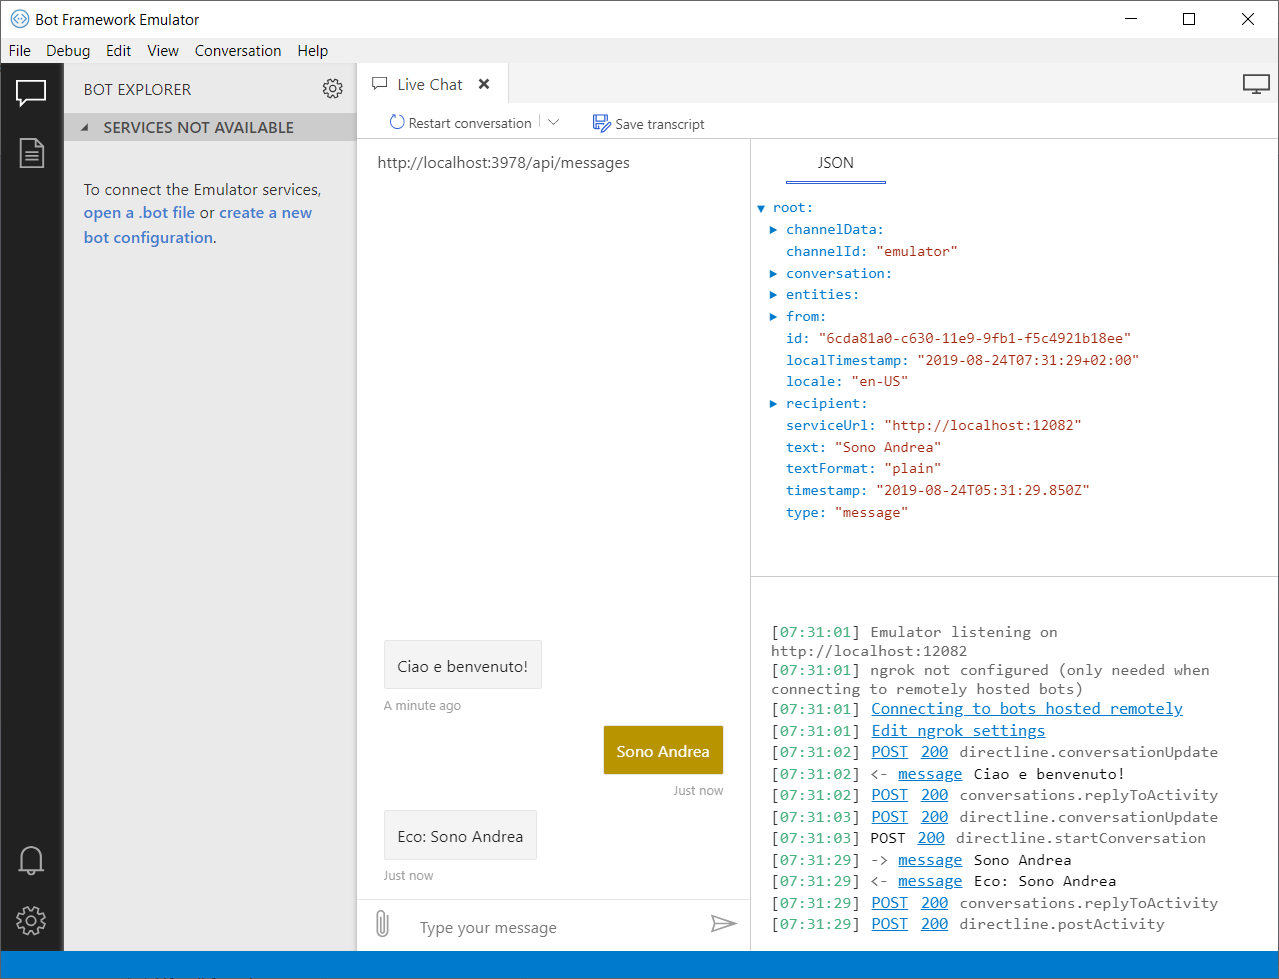 Bot Framework Emulator
File Debug Edit View Conversation Help
BOT EXPLORER
SERVICES NOT AVAILABLE
To connect the Emulator services,
open a .bot file or create a new
bot configuration.
Live Chat
Restart conversation
Save transcript
http://localhost:3978/api/messages
Ciao e benvenuto!
A minute ago
Sono Andrea
Just now
Eco: Sono Andrea
Just now
Type your message
JSON
root:
channelData:
channelId: "emulator"
conversation:
entities:
from:
id: "6cda81a0-c630-11e9-9fb1-f5c4921b18ee"
localTimestamp: "2019-08-24T07:31:29+02:00"
locale: "en-US"
recipient:
serviceUrl: "http://localhost:12082"
text: "Sono Andrea"
textFormat: "plain"
timestamp: "2019-08-24T05:31:29.850Z"
type: "message"
[07:31:01] Emulator listening on
http://localhost:12082
[07:31:01] ngrok not configured (only needed when
connecting to remotely hosted bots)
[07:31:01] Connecting to bots hosted remotely
[07:31:01] Edit ngrok settings
[07:31:02] POST 200 directline.conversationUpdate
[07:31:02] <- message Ciao e benvenuto!
[07:31:02] POST 200 conversations.replyToActivity
[07:31:03] POST 200 directline.conversationUpdate
[07:31:03] POST 200 directline.startConversation
[07:31:29] -> message Sono Andrea
[07:31:29] <- message Eco: Sono Andrea
[07:31:29] POST 200 conversations.replyToActivity
[07:31:29] POST 200 directline.postActivity